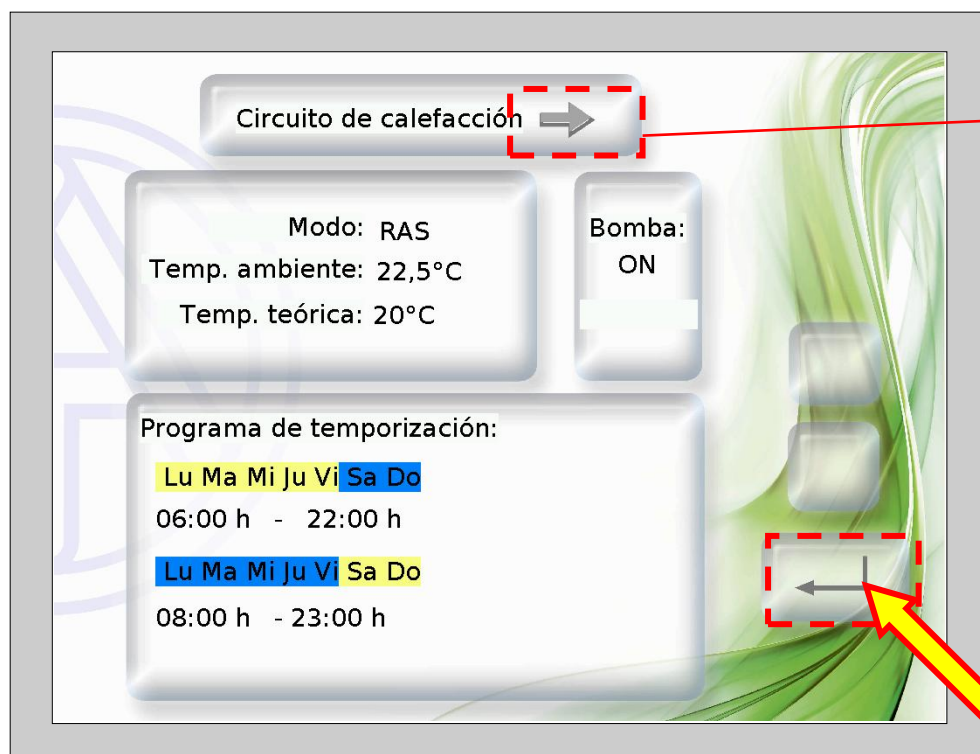 Circuito de calefacción
Modo: RAS
Temp. ambiente: 22,5°C
Temp. teórica: 20°C
Bomba:
ON
Programa de temporización:
Lu Ma Mi Ju Vi Sa Do
06:00 h - 22:00 h
Lu Ma Mi Ju Vi Sa Do
08:00 h - 23:00 h